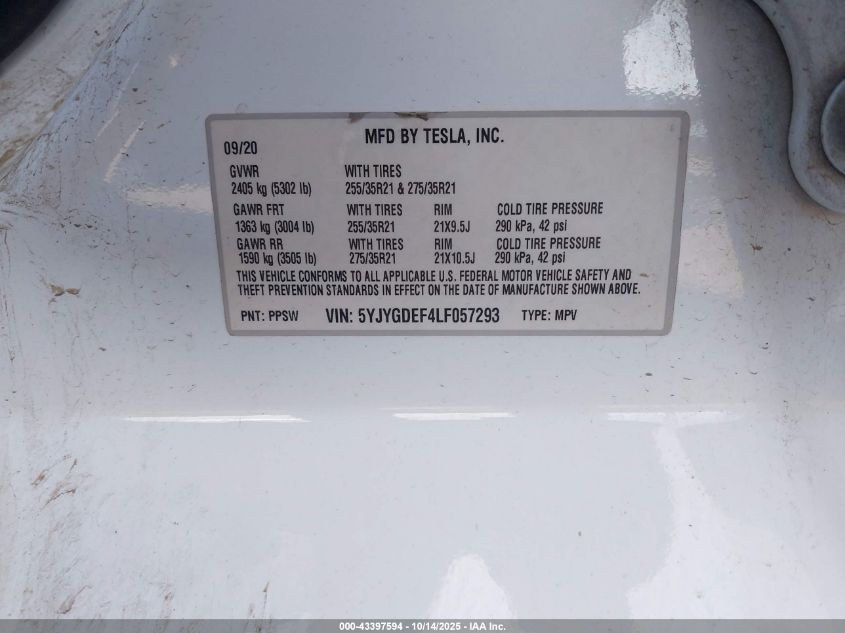 09/20 MFD BY TESLA, INC.
GVWR WITH TIRES
2405 kg (5302 lb) 255/35R21 & 275/35R21
GAWR FRT WITH TIRES RIM COLD TIRE PRESSURE
1363 kg (3004 lb) 255/35R21 21X9.5J 290 kPa, 42 psi
GAWR RR WITH TIRES RIM COLD TIRE PRESSURE
1590 kg (3505 lb) 275/35R21 21X10.5J 290 kPa, 42 psi
THIS VEHICLE CONFORMS TO ALL APPLICABLE U.S. FEDERAL MOTOR VEHICLE SAFETY AND
THEFT PREVENTION STANDARDS IN EFFECT ON THE DATE OF MANUFACTURE SHOWN ABOVE.
PNT: PPSW VIN: 5YJYGDEF4LF057293 TYPE: MPV
000-43397594 - 10/14/2025 - IAA Inc.